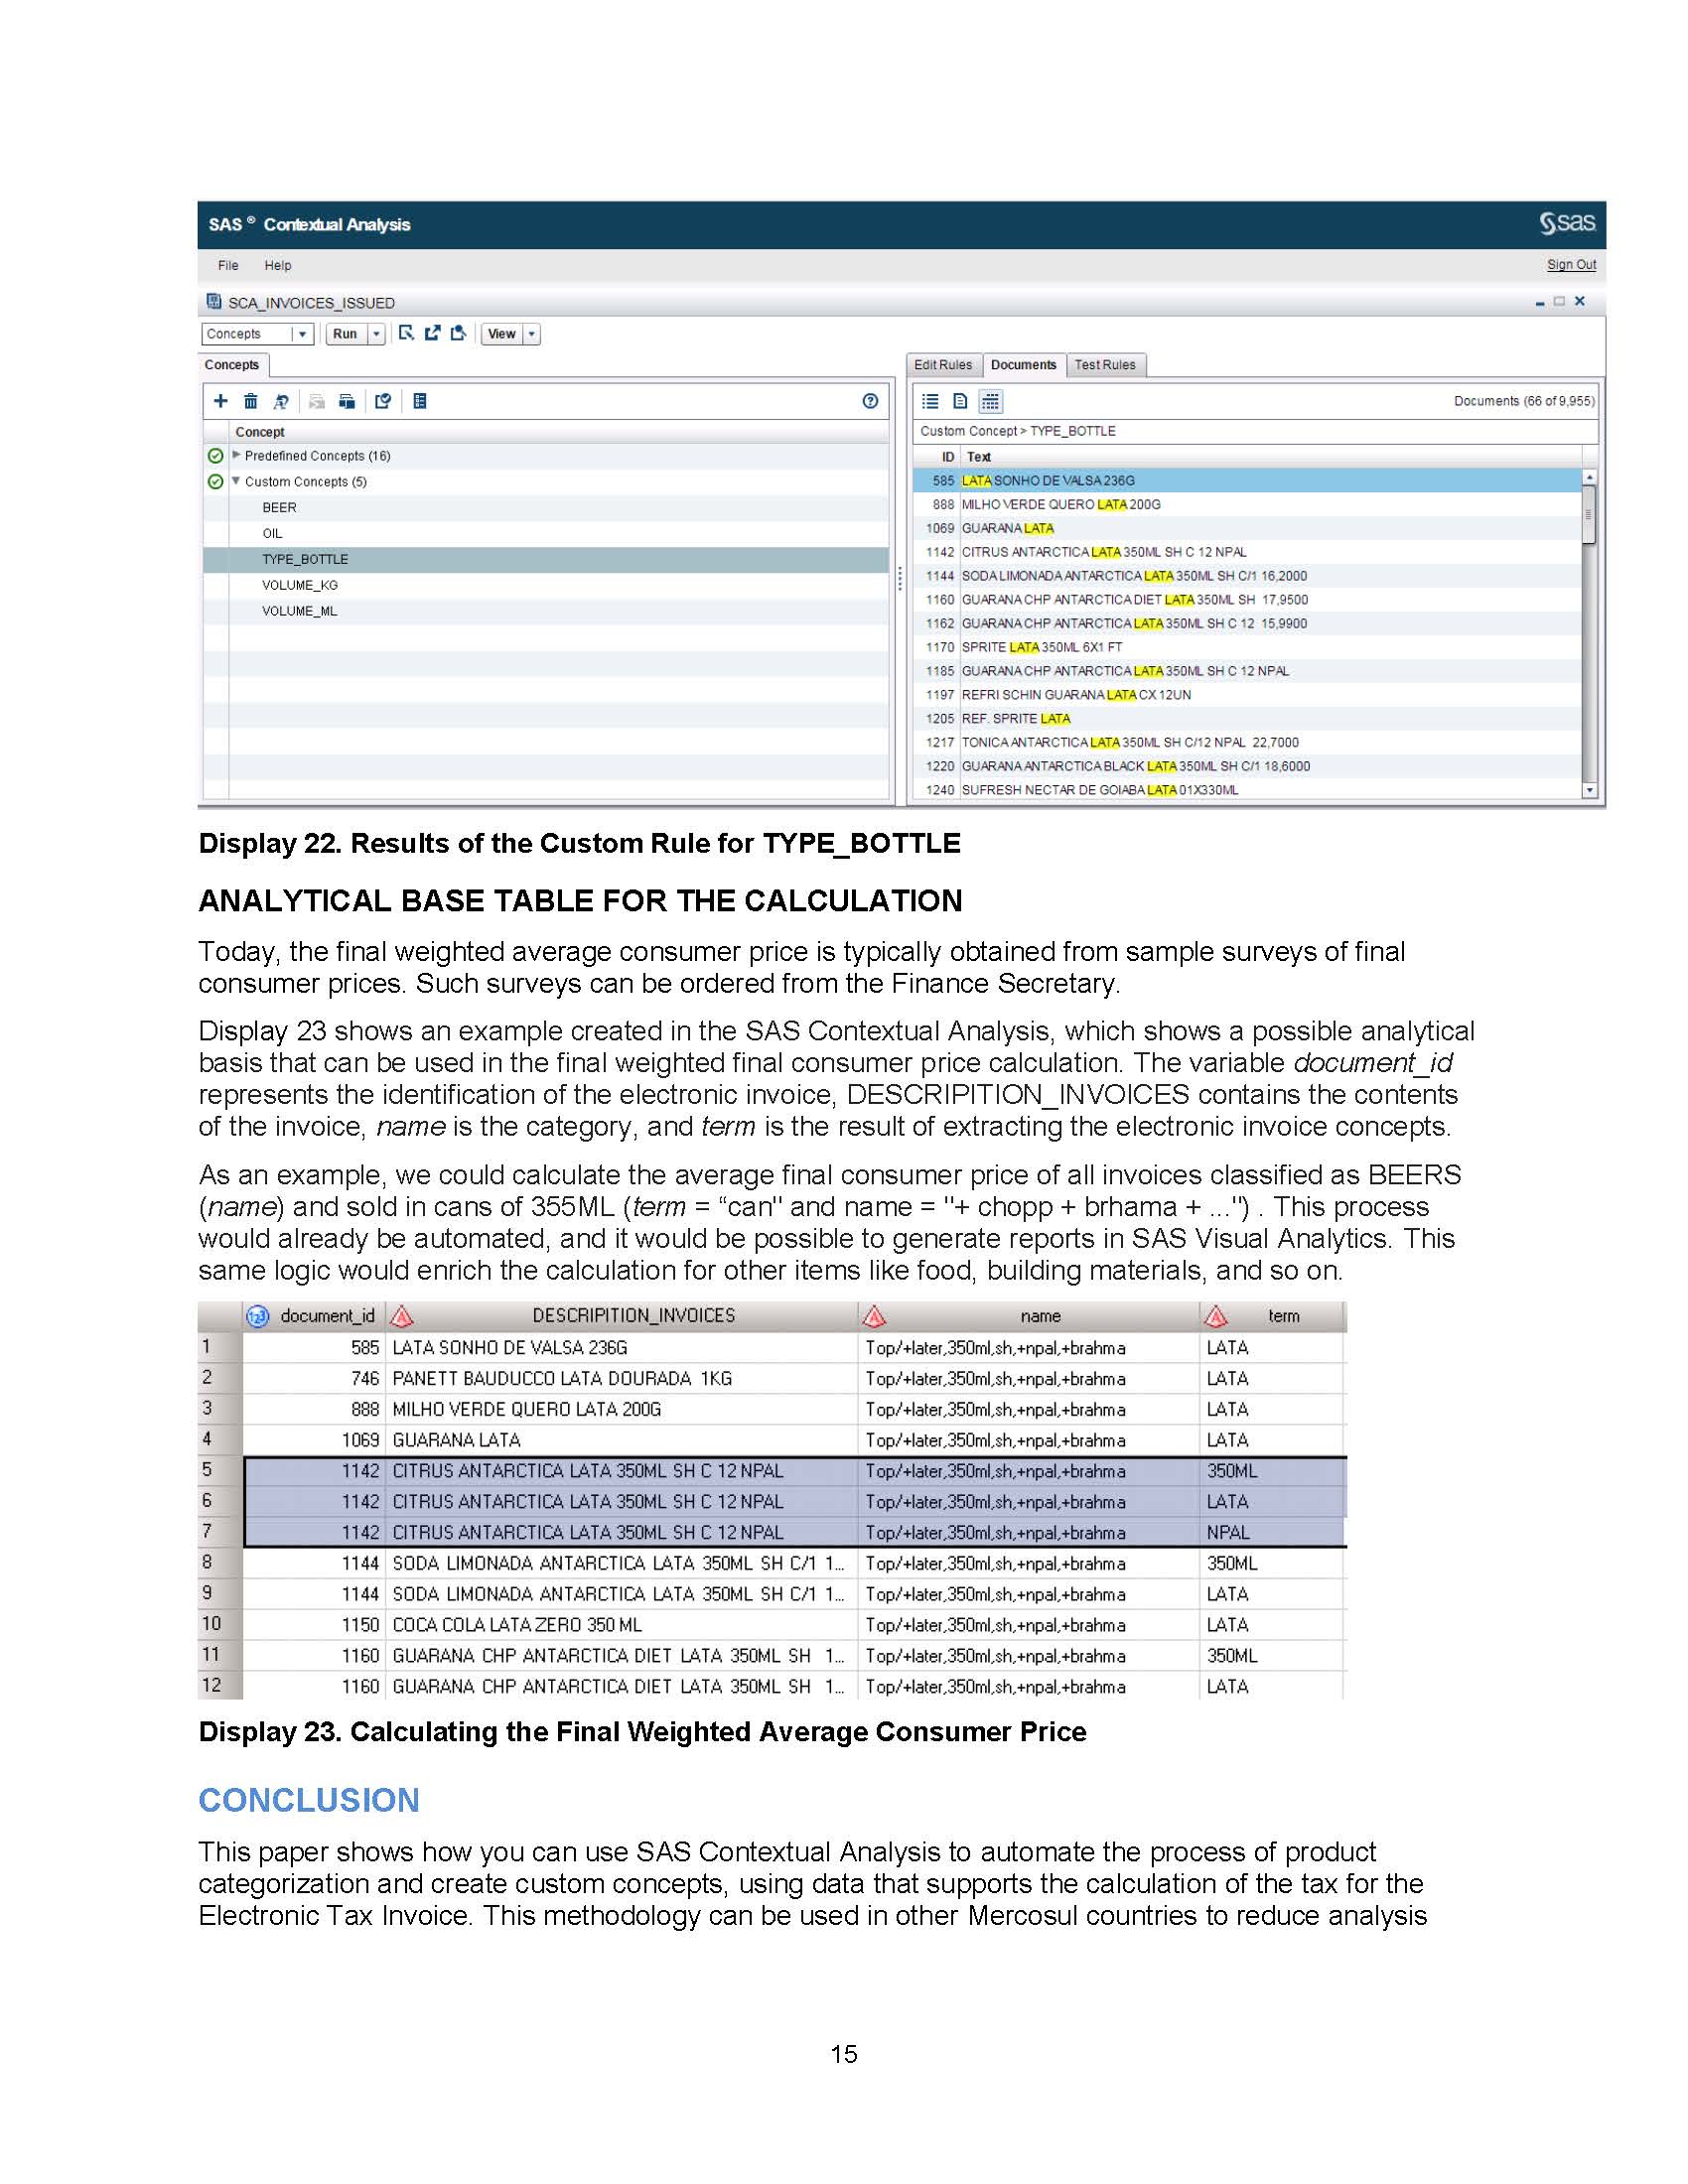 SAS ® Contextual Analysis
sas
File Help
Sign Out
SCA_INVOICES_ISSUED
Concepts Run View
Concepts
Edit Rules Documents Test Rules
Documents (66 of 9,955)
Concept
Custom Concept > TYPE_BOTTLE
Predefined Concepts (16)
Custom Concepts (5)
BEER
OIL
TYPE_BOTTLE
VOLUME_KG
VOLUME_ML
ID Text
585 LATA SONHO DE VALSA 236G
888 MILHO VERDE QUERO LATA 200G
1069 GUARANA LATA
1142 CITRUS ANTARCTICA LATA 350ML SH C 12 NPAL
1144 SODA LIMONADA ANTARCTICA LATA 350ML SH C/1 16,2000
1160 GUARANA CHP ANTARCTICA DIET LATA 350ML SH 17,9500
1162 GUARANA CHP ANTARCTICA LATA 350ML SH C 12 15,9900
1170 SPRITE LATA 350ML 6X1 FT
1185 GUARANA CHP ANTARCTICA LATA 350ML SH C 12 NPAL
1197 REFRI SCHIN GUARANA LATA CX 12UN
1205 REF. SPRITE LATA
1217 TONICA ANTARCTICA LATA 350ML SH C/12 NPAL 22,7000
1220 GUARANA ANTARCTICA BLACK LATA 350ML SH C/1 18,6000
1240 SUFRESH NECTAR DE GOIABA LATA 01X330ML
Display 22. Results of the Custom Rule for TYPE_BOTTLE
ANALYTICAL BASE TABLE FOR THE CALCULATION
Today, the final weighted average consumer price is typically obtained from sample surveys of final
consumer prices. Such surveys can be ordered from the Finance Secretary.
Display 23 shows an example created in the SAS Contextual Analysis, which shows a possible analytical
basis that can be used in the final weighted final consumer price calculation. The variable document_id
represents the identification of the electronic invoice, DESCRIPITION_INVOICES contains the contents
of the invoice, name is the category, and term is the result of extracting the electronic invoice concepts.
As an example, we could calculate the average final consumer price of all invoices classified as BEERS
(name) and sold in cans of 355ML (term = “can" and name = "+ chopp + brhama + ...") . This process
would already be automated, and it would be possible to generate reports in SAS Visual Analytics. This
same logic would enrich the calculation for other items like food, building materials, and so on.
document_id DESCRIPITION_INVOICES name term
1 585 LATA SONHO DE VALSA 236G Top/+later,350ml,sh,+npal,+brahma LATA
2 746 PANETT BAUDUCCO LATA DOURADA 1KG Top/+later,350ml,sh,+npal,+brahma LATA
3 888 MILHO VERDE QUERO LATA 200G Top/+later,350ml,sh,+npal,+brahma LATA
4 1069 GUARANA LATA Top/+later,350ml,sh,+npal,+brahma LATA
5 1142 CITRUS ANTARCTICA LATA 350ML SH C 12 NPAL Top/+later,350ml,sh,+npal,+brahma 350ML
6 1142 CITRUS ANTARCTICA LATA 350ML SH C 12 NPAL Top/+later,350ml,sh,+npal,+brahma LATA
7 1142 CITRUS ANTARCTICA LATA 350ML SH C 12 NPAL Top/+later,350ml,sh,+npal,+brahma NPAL
8 1144 SODA LIMONADA ANTARCTICA LATA 350ML SH C/1 1... Top/+later,350ml,sh,+npal,+brahma 350ML
9 1144 SODA LIMONADA ANTARCTICA LATA 350ML SH C/1 1... Top/+later,350ml,sh,+npal,+brahma LATA
10 1150 COCA COLA LATA ZERO 350 ML Top/+later,350ml,sh,+npal,+brahma LATA
11 1160 GUARANA CHP ANTARCTICA DIET LATA 350ML SH 1... Top/+later,350ml,sh,+npal,+brahma 350ML
12 1160 GUARANA CHP ANTARCTICA DIET LATA 350ML SH 1... Top/+later,350ml,sh,+npal,+brahma LATA
Display 23. Calculating the Final Weighted Average Consumer Price
CONCLUSION
This paper shows how you can use SAS Contextual Analysis to automate the process of product
categorization and create custom concepts, using data that supports the calculation of the tax for the
Electronic Tax Invoice. This methodology can be used in other Mercosul countries to reduce analysis
15